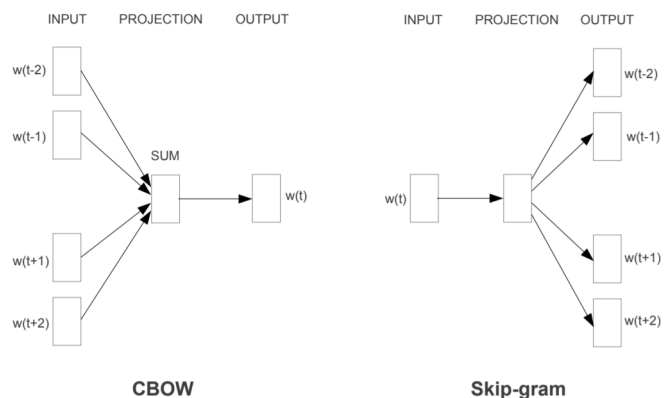 INPUT PROJECTION OUTPUT
w(t-2)
w(t-1)
SUM
w(t)
w(t+1)
w(t+2)
CBOW
INPUT PROJECTION OUTPUT
w(t-2)
w(t-1)
w(t)
w(t+1)
w(t+2)
Skip-gram